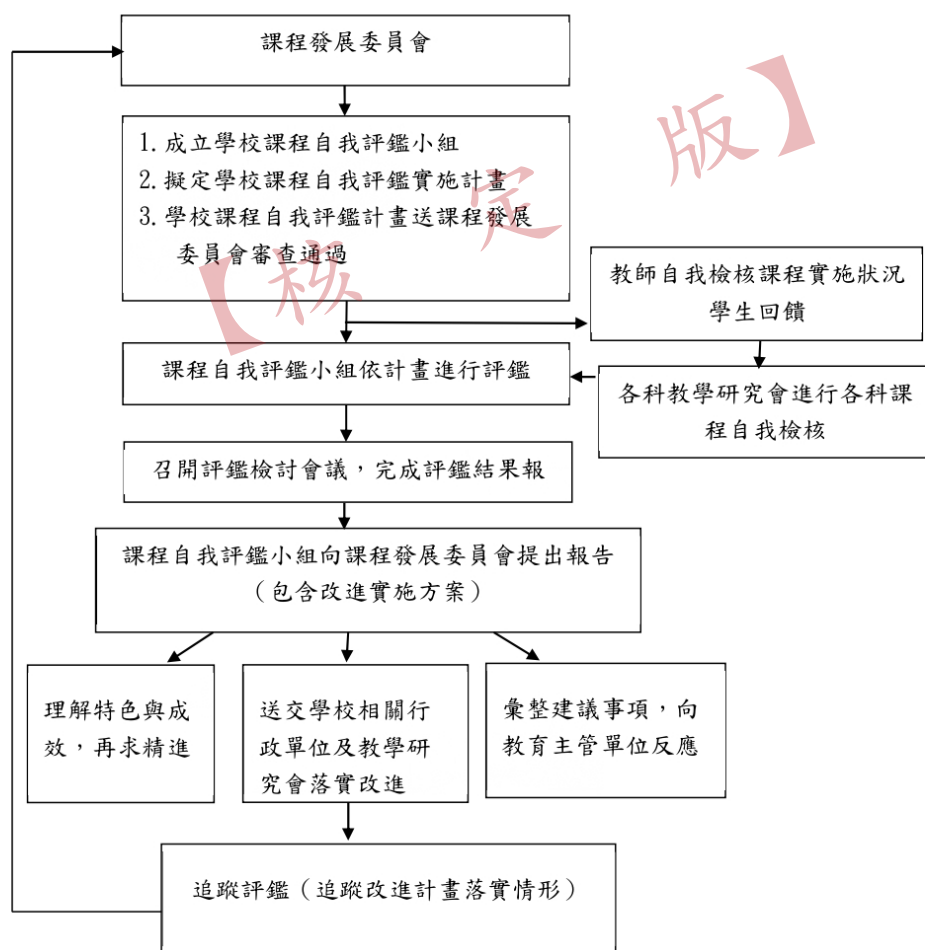 課程發展委員會
1. 成立學校課程自我評鑑小組
2. 擬定學校課程自我評鑑實施計畫
3. 學校課程自我評鑑計畫送課程發展
委員會審查通過
【核定版】
教師自我檢核課程實施狀況
學生回饋
課程自我評鑑小組依計畫進行評鑑
各科教學研究會進行各科課
程自我檢核
召開評鑑檢討會議，完成評鑑結果報
課程自我評鑑小組向課程發展委員會提出報告
（包含改進實施方案）
理解特色與成
效，再求精進
送交學校相關行
政單位及教學研
究會落實改進
彙整建議事項，向
教育主管單位反應
追蹤評鑑（追蹤改進計畫落實情形）